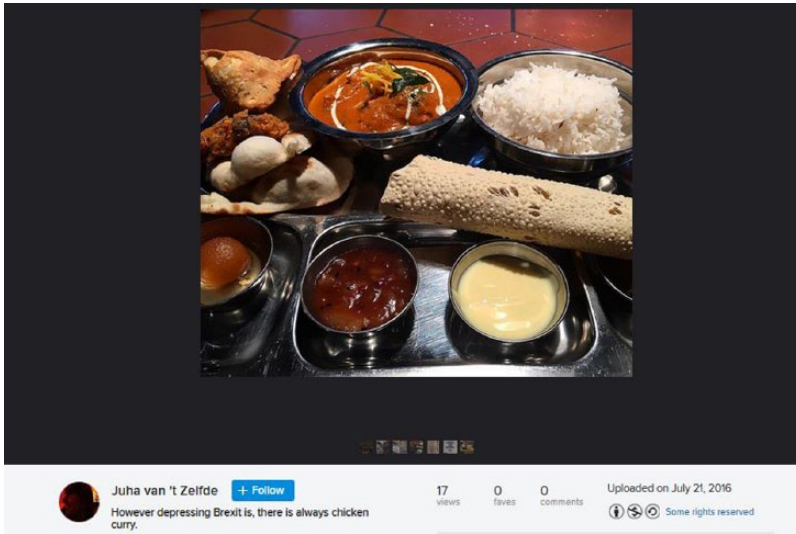 Juha van 't Zelfde + Follow
However depressing Brexit is, there is always chicken
curry.
17
views
0
faves
0
comments
Uploaded on July 21, 2016
Some rights reserved